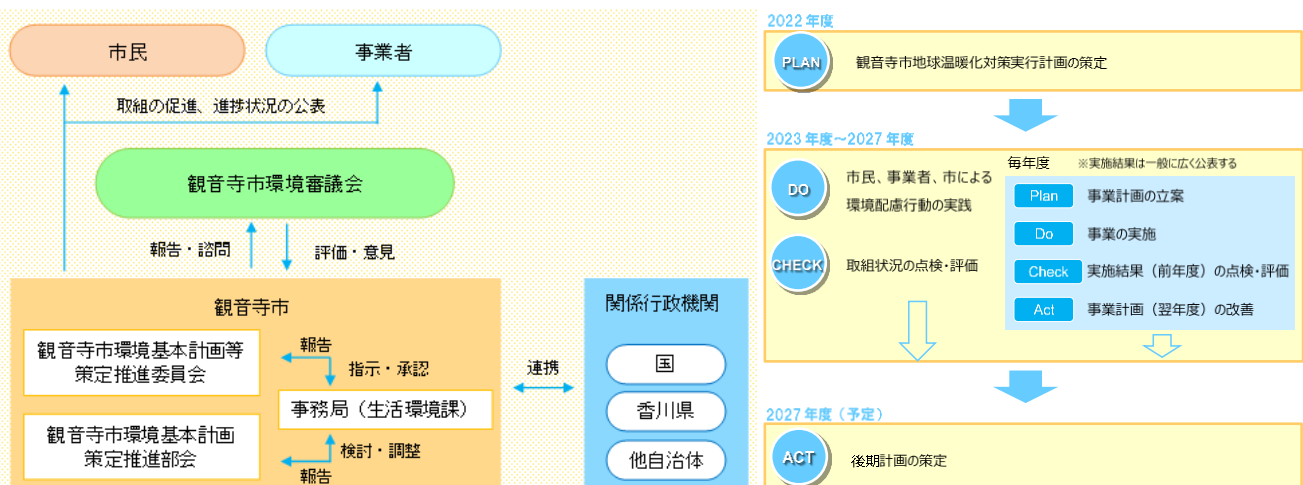 市民
事業者
取組の促進、進捗状況の公表
観音寺市環境審議会
報告・諮問
評価・意見
観音寺市
観音寺市環境基本計画等
策定推進委員会
報告
指示・承認
事務局（生活環境課）
観音寺市環境基本計画
策定推進部会
検討・調整
報告
連携
関係行政機関
国
香川県
他自治体
2022 年度
PLAN
観音寺市地球温暖化対策実行計画の策定
2023 年度～2027 年度
DO
市民、事業者、市による
環境配慮行動の実践
CHECK
取組状況の点検・評価
毎年度
※実施結果は一般に広く公表する
Plan
事業計画の立案
Do
事業の実施
Check
実施結果（前年度）の点検・評価
Act
事業計画（翌年度）の改善
2027 年度（予定）
ACT
後期計画の策定